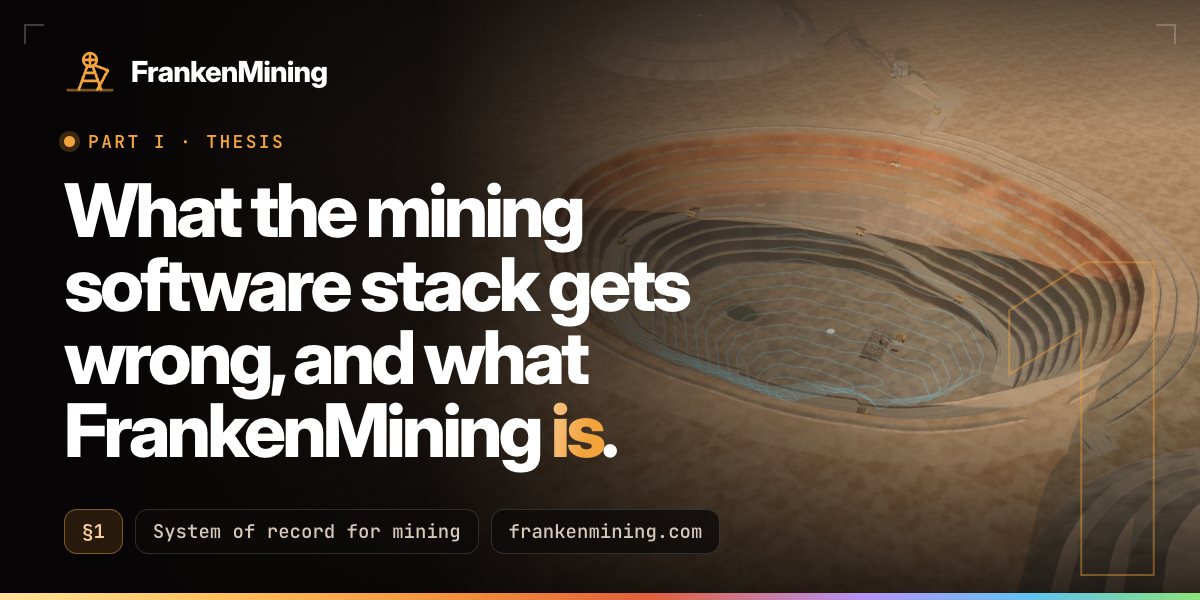 FrankenMining
PART I · THESIS
What the mining
software stack gets
wrong, and what
FrankenMining is.
§1
System of record for mining
frankenmining.com
1